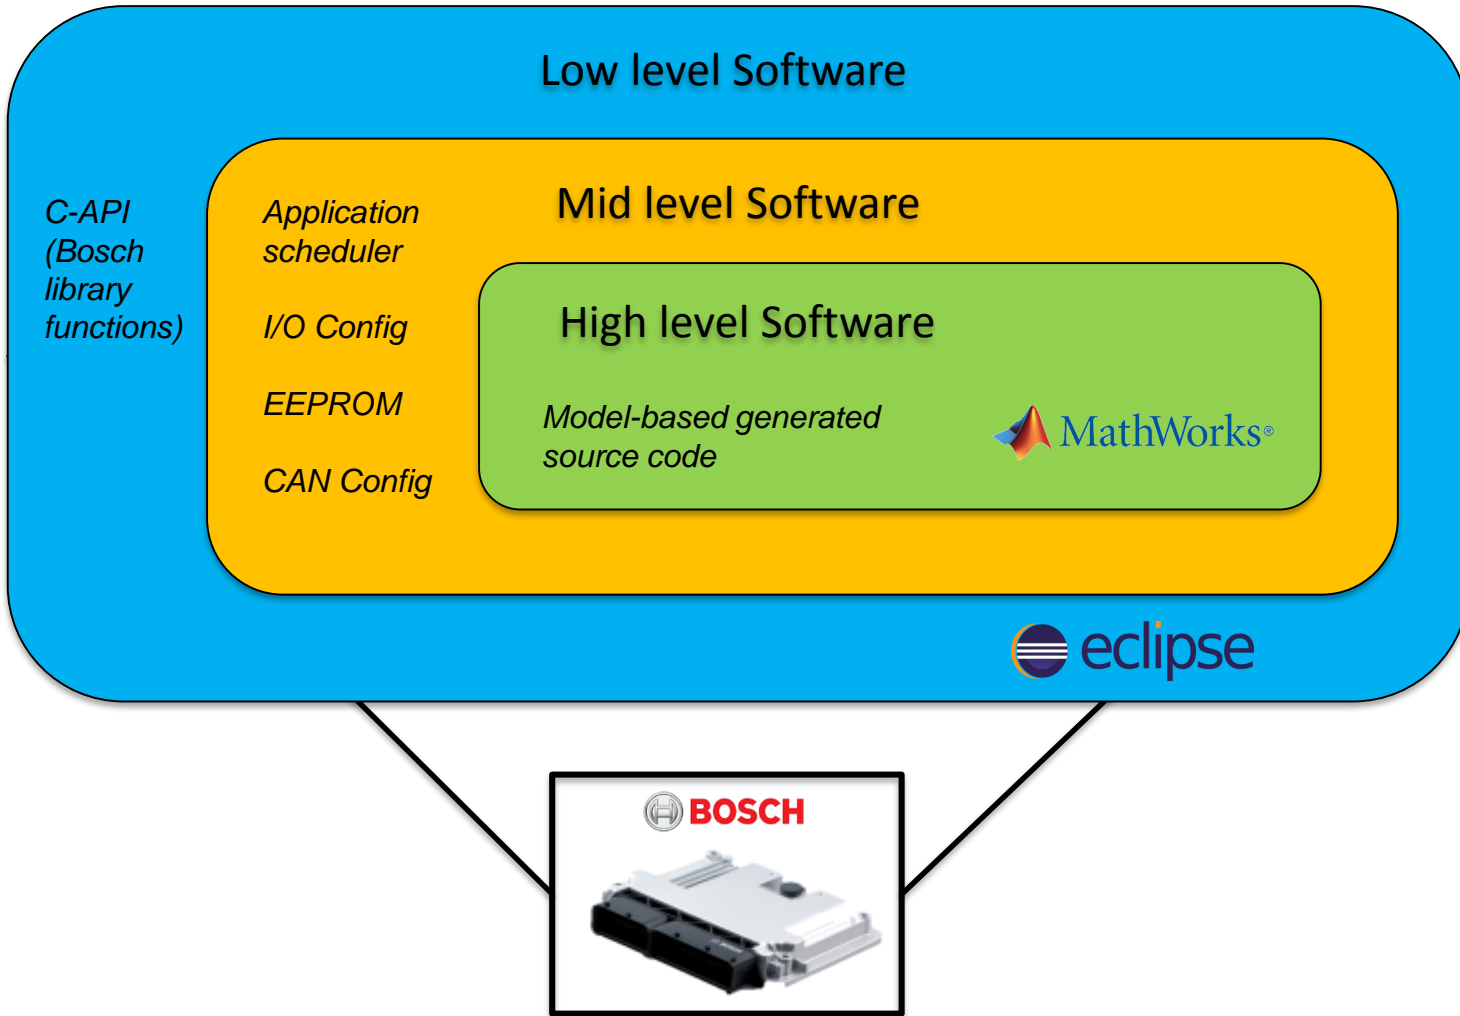 Low level Software
C-API
(Bosch
library
functions)
Application
scheduler
I/O Config
EEPROM
CAN Config
Mid level Software
High level Software
Model-based generated
source code
MathWorks®
eclipse
BOSCH